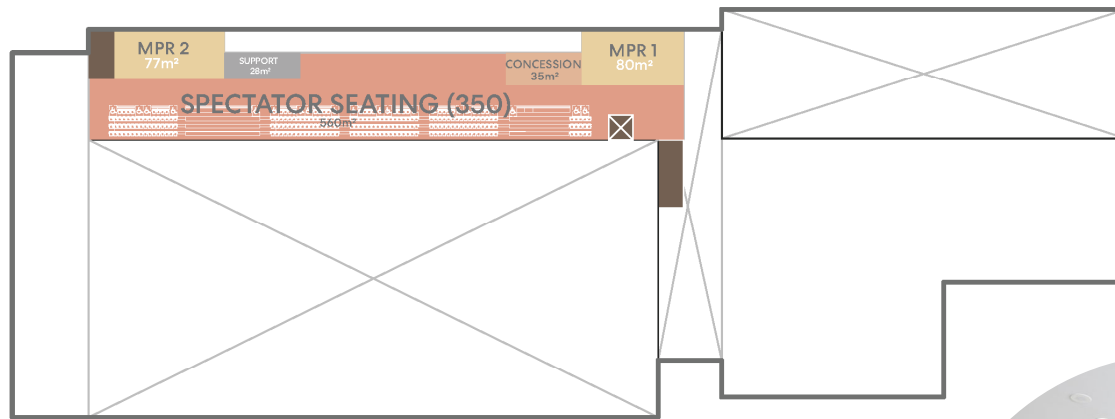 MPR 2
77m²
SUPPORT
28m²
CONCESSION
35m²
MPR 1
80m²
SPECTATOR SEATING (350)
560m²